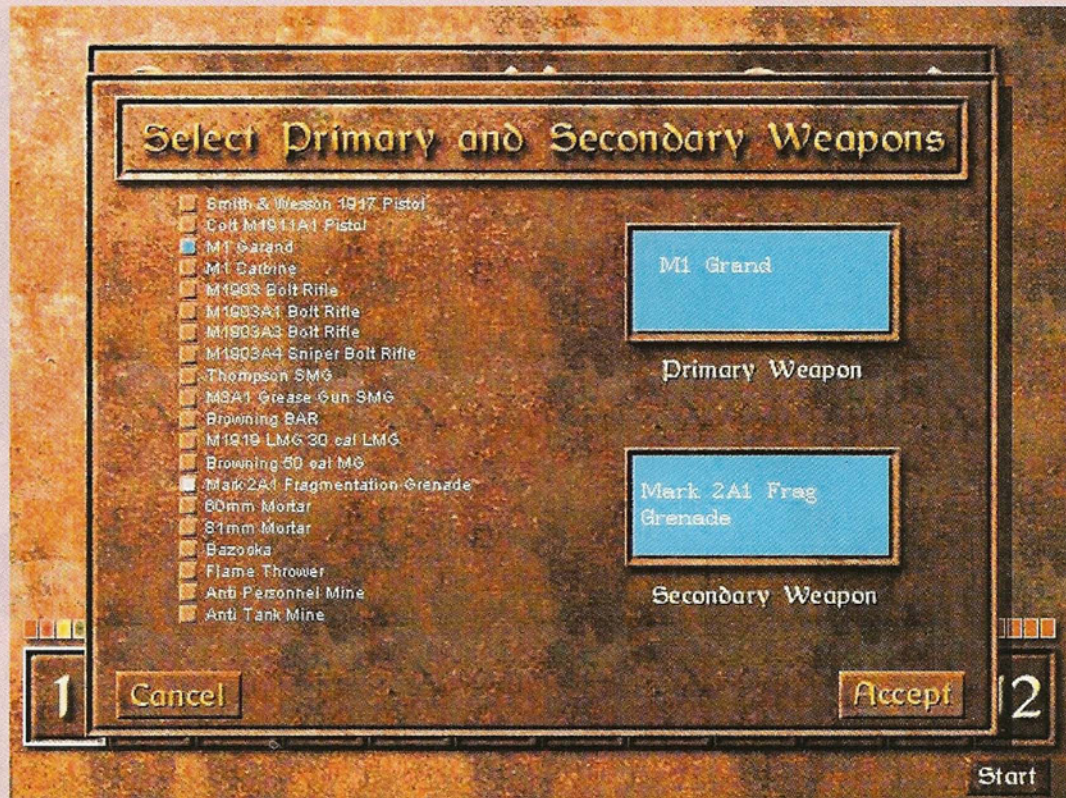 Select Primary and Secondary Weapons
Smith & Wesson 1917 Pistol
Colt M1911A1 Pistol
M1 Garand
M1 Carbine
M1903 Bolt Rifle
M1903A1 Bolt Rifle
M1903A3 Bolt Rifle
M1903A4 Sniper Bolt Rifle
Thompson SMG
M3A1 Grease Gun SMG
Browning BAR
M1919 LMG 30 cal LMG
Browning 50 cal MG
Mark 2A1 Fragmentation Grenade
60mm Mortar
81mm Mortar
Bazooka
Flame Thrower
Anti Personnel Mine
Anti Tank Mine
M1 Grand
Primary Weapon
Mark 2A1 Frag
Grenade
Secondary Weapon
1
Cancel
Accept
12
Start